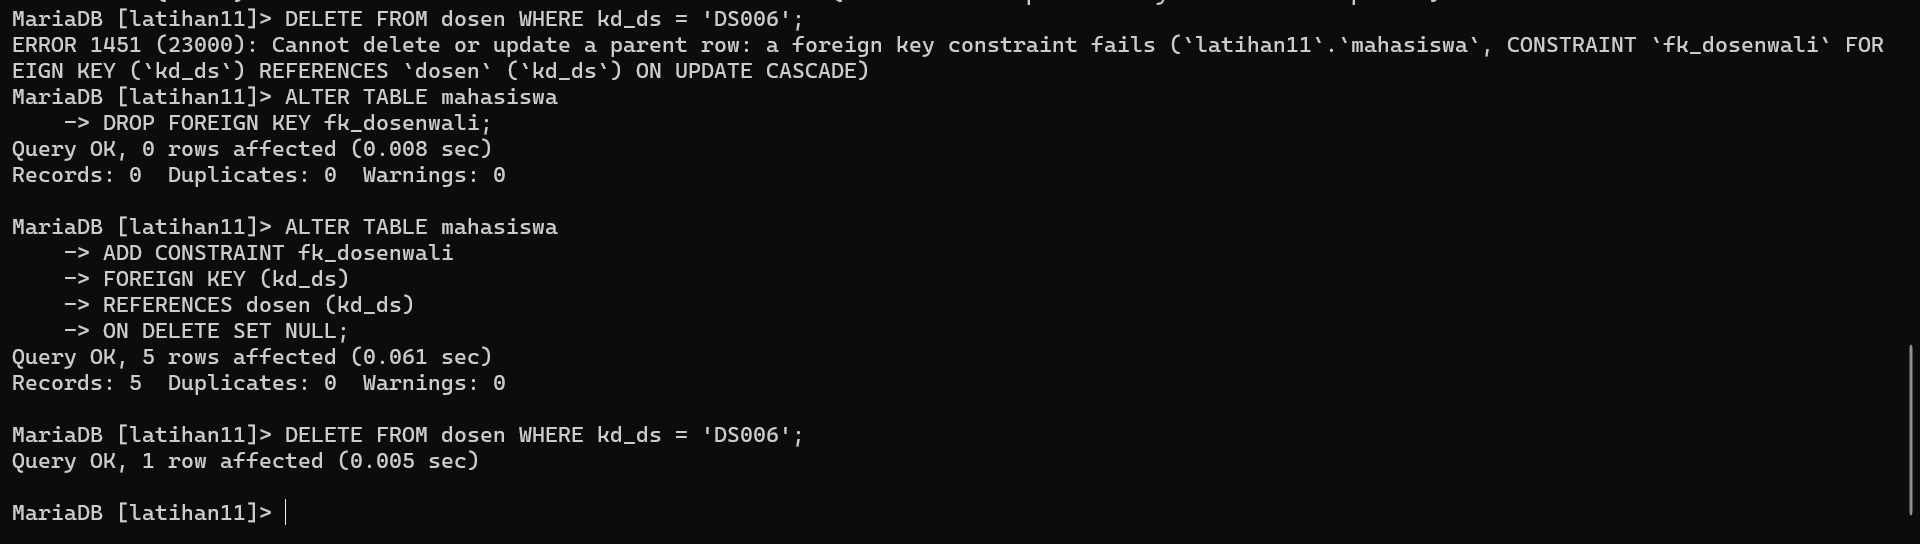 MariaDB [latihan11]> DELETE FROM dosen WHERE kd_ds = 'DS006';
ERROR 1451 (23000): Cannot delete or update a parent row: a foreign key constraint fails (`latihan11`.`mahasiswa`, CONSTRAINT `fk_dosenwali` FOR
EIGN KEY (`kd_ds`) REFERENCES `dosen` (`kd_ds`) ON UPDATE CASCADE)
MariaDB [latihan11]> ALTER TABLE mahasiswa
    -> DROP FOREIGN KEY fk_dosenwali;
Query OK, 0 rows affected (0.008 sec)
Records: 0  Duplicates: 0  Warnings: 0
MariaDB [latihan11]> ALTER TABLE mahasiswa
    -> ADD CONSTRAINT fk_dosenwali
    -> FOREIGN KEY (kd_ds)
    -> REFERENCES dosen (kd_ds)
    -> ON DELETE SET NULL;
Query OK, 5 rows affected (0.061 sec)
Records: 5  Duplicates: 0  Warnings: 0
MariaDB [latihan11]> DELETE FROM dosen WHERE kd_ds = 'DS006';
Query OK, 1 row affected (0.005 sec)
MariaDB [latihan11]>